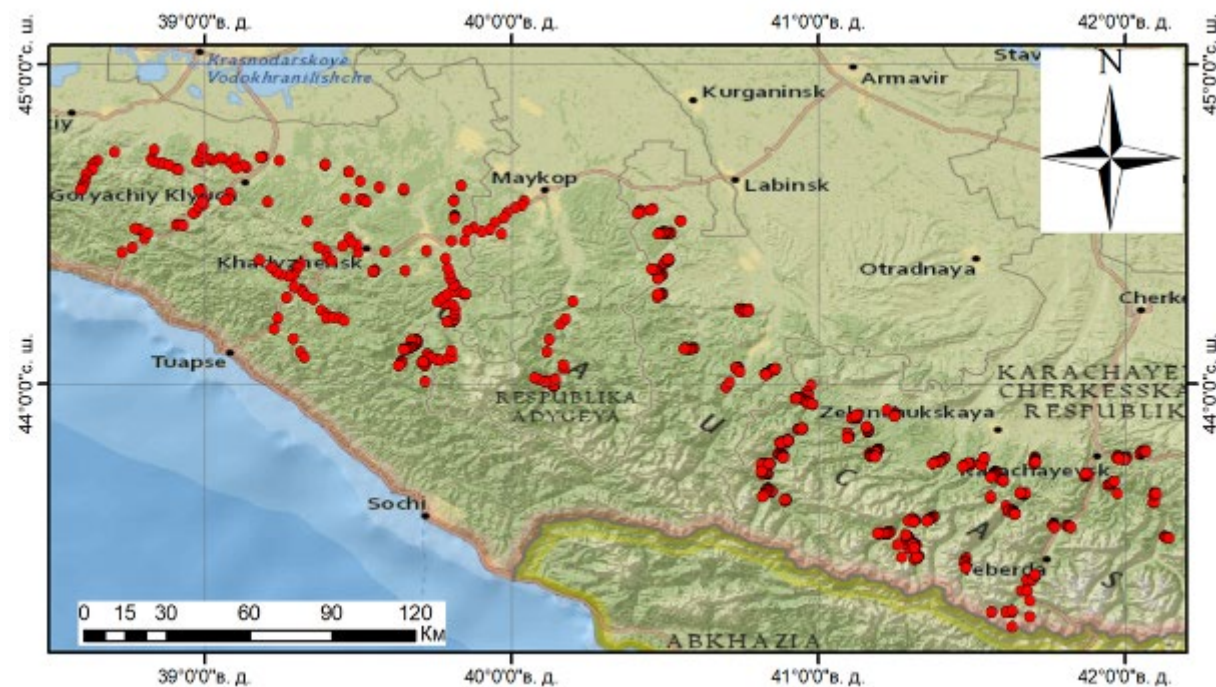 39°0'0"в. д. 40°0'0"в. д. 41°0'0"в. д. 42°0'0"в. д.
45°0'0"с. ш. 45°0'0"с. ш.
Krasnodarskoye
Vodokhranilishche
Stav
N
Armavir
Kurganinsk
iy
Maykop
Labinsk
Goryachiy Klyuch
Khadyzhensk
Otradnaya
Cherke
Tuapse
44°0'0"с. ш. 44°0'0"с. ш.
A
KARACHAYEV
CHERKESSKA
RESPUBLIK
RESPUBLIKA
ADYGEYA
Zelenchukskaya
U
C
Karachayevsk
Sochi
A
Teberda
S
0 15 30 60 90 120
Км
ABKHAZIA
39°0'0"в. д. 40°0'0"в. д. 41°0'0"в. д. 42°0'0"в. д.